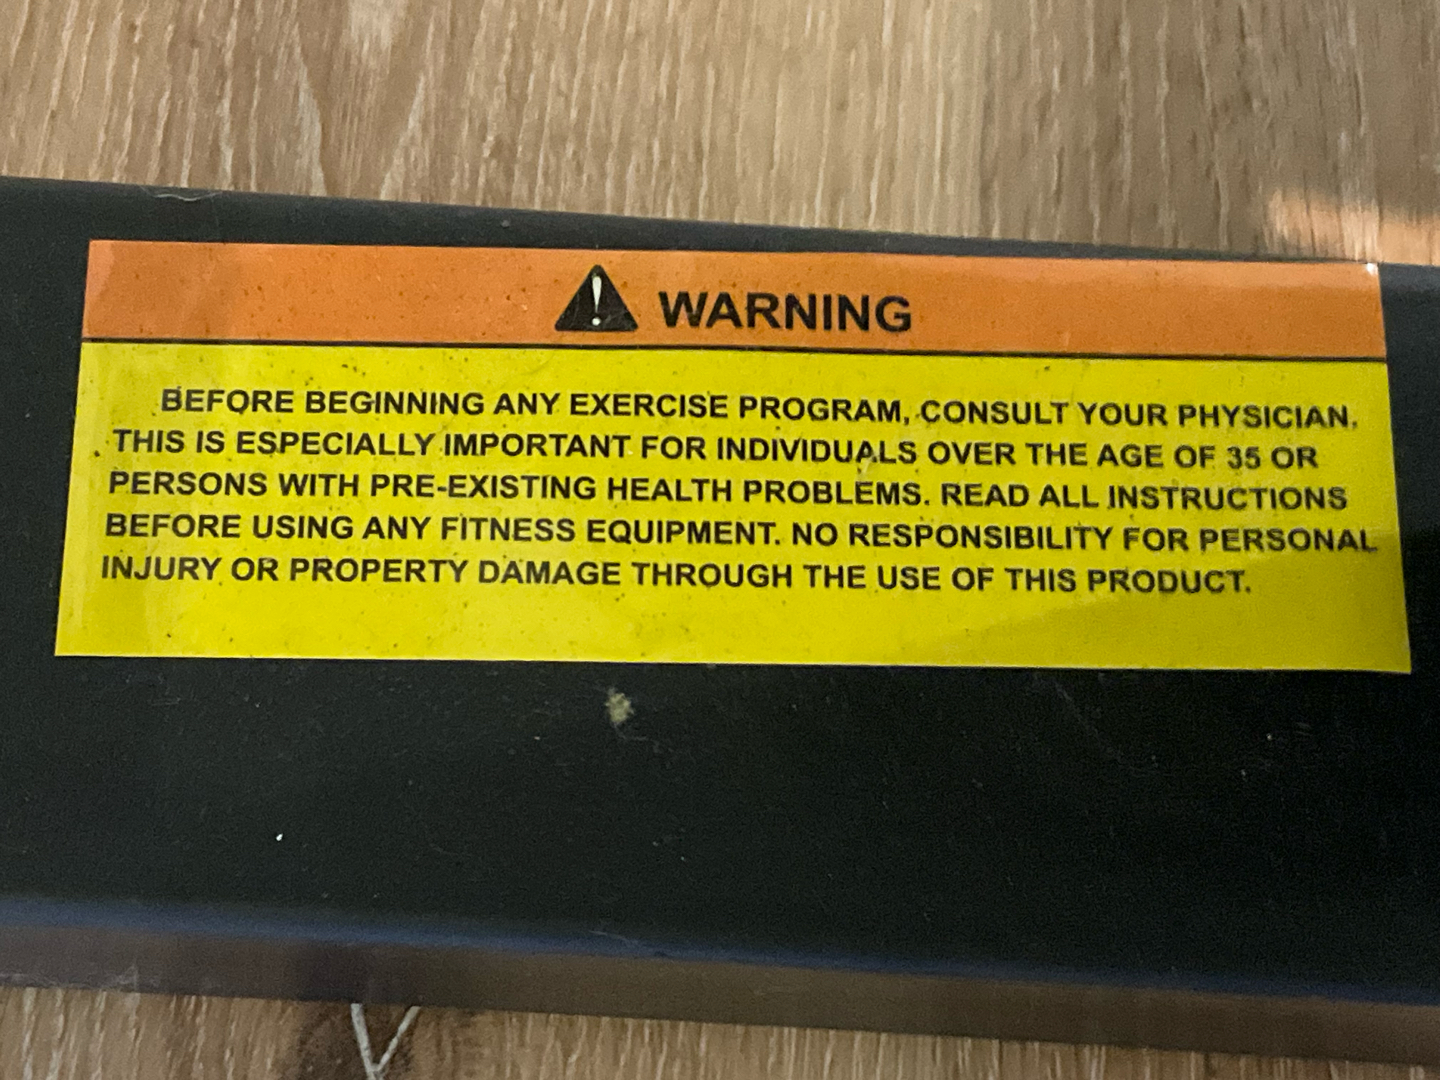 WARNING
BEFORE BEGINNING ANY EXERCISE PROGRAM, CONSULT YOUR PHYSICIAN.
THIS IS ESPECIALLY IMPORTANT FOR INDIVIDUALS OVER THE AGE OF 35 OR
PERSONS WITH PRE-EXISTING HEALTH PROBLEMS. READ ALL INSTRUCTIONS
BEFORE USING ANY FITNESS EQUIPMENT. NO RESPONSIBILITY FOR PERSONAL
INJURY OR PROPERTY DAMAGE THROUGH THE USE OF THIS PRODUCT.